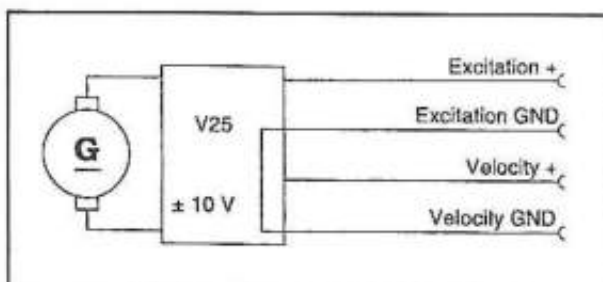 Excitation +
Excitation GND
V25
G
Velocity +
± 10 V
Velocity GND